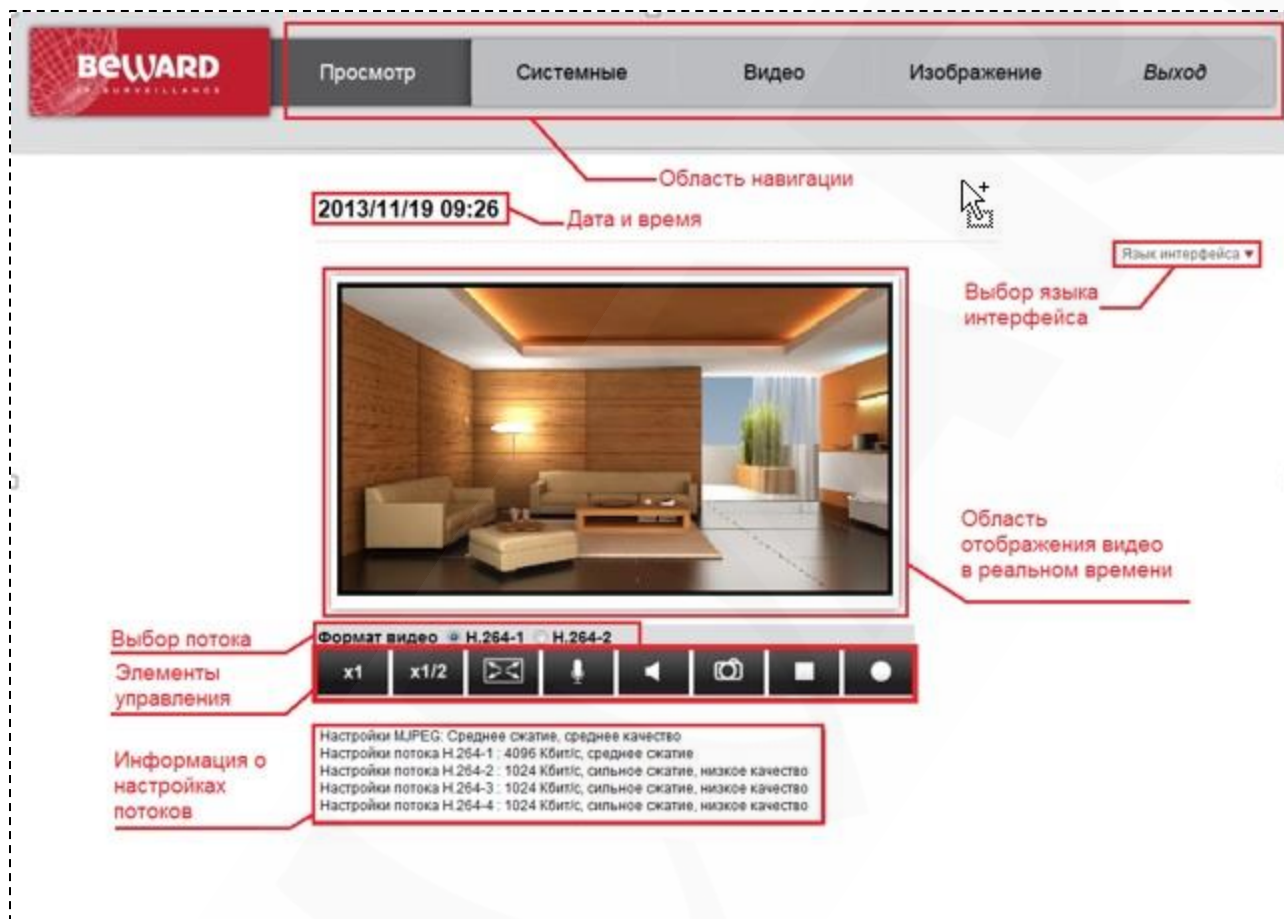 BEWARD
IP SURVEILLANCE
Просмотр
Системные
Видео
Изображение
Выход
Область навигации
2013/11/19 09:26
Дата и время
Язык интерфейса
Выбор языка
интерфейса
Область
отображения видео
в реальном времени
Выбор потока
Формат видео H.264-1 H.264-2
Элементы
управления
x1
x1/2
Информация о
настройках
потоков
Настройки MJPEG: Среднее сжатие, среднее качество
Настройки потока H.264-1 : 4096 Кбит/с, среднее сжатие
Настройки потока H.264-2 : 1024 Кбит/с, сильное сжатие, низкое качество
Настройки потока H.264-3 : 1024 Кбит/с, сильное сжатие, низкое качество
Настройки потока H.264-4 : 1024 Кбит/с, сильное сжатие, низкое качество